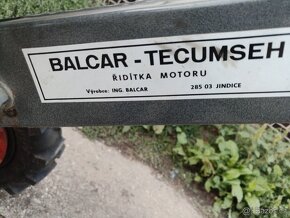 BALCAR - TECUMSEH
ŘIDÍTKA MOTORU
Výrobce: ING. BALCAR 285 03 JINDICE